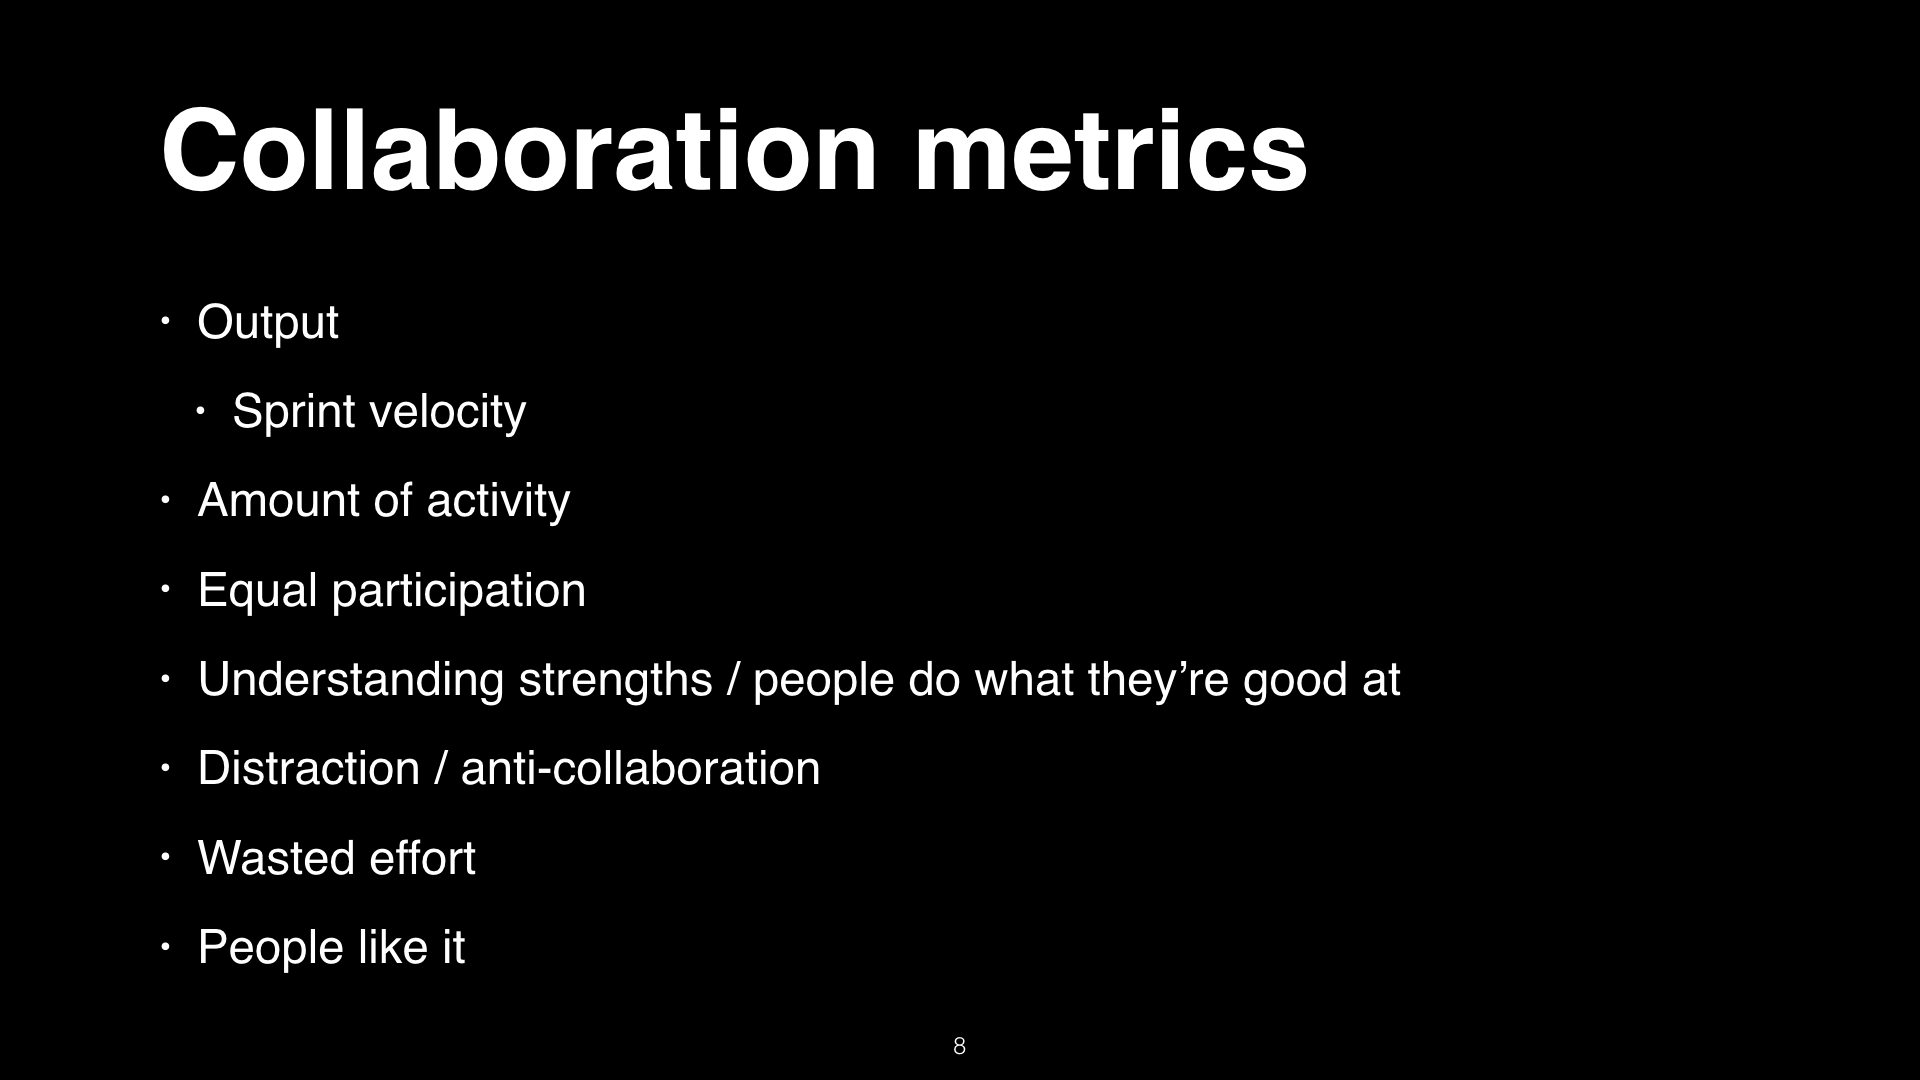 Collaboration metrics
• Output
• Sprint velocity
• Amount of activity
• Equal participation
• Understanding strengths / people do what they’re good at
• Distraction / anti-collaboration
• Wasted effort
• People like it
8